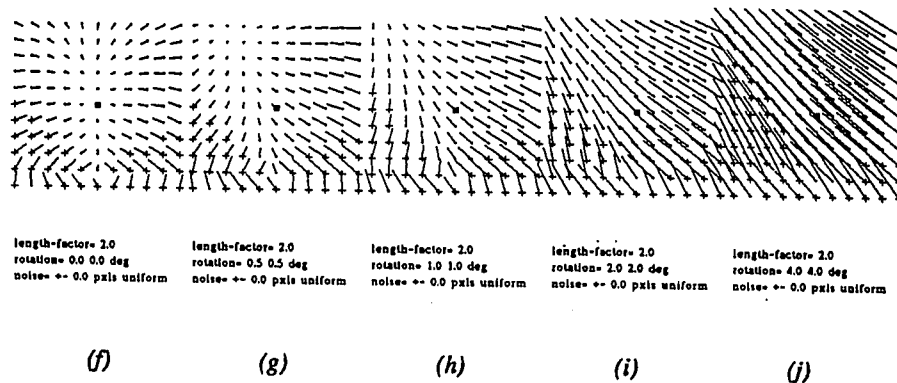 length-factor= 2.0
rotation= 0.0 0.0 deg
noise= +- 0.0 pxls uniform
length-factor= 2.0
rotation= 0.5 0.5 deg
noise= +- 0.0 pxls uniform
length-factor= 2.0
rotation= 1.0 1.0 deg
noise= +- 0.0 pxls uniform
length-factor= 2.0
rotation= 2.0 2.0 deg
noise= +- 0.0 pxls uniform
length-factor= 2.0
rotation= 4.0 4.0 deg
noise= +- 0.0 pxls uniform
(f)
(g)
(h)
(i)
(j)